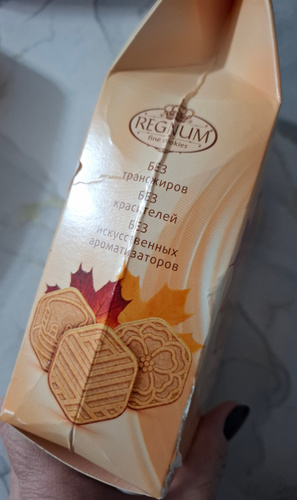 REGNUM
fine cookies
БЕЗ
трансжиров
БЕЗ
красителей
БЕЗ
искусственных
ароматизаторов